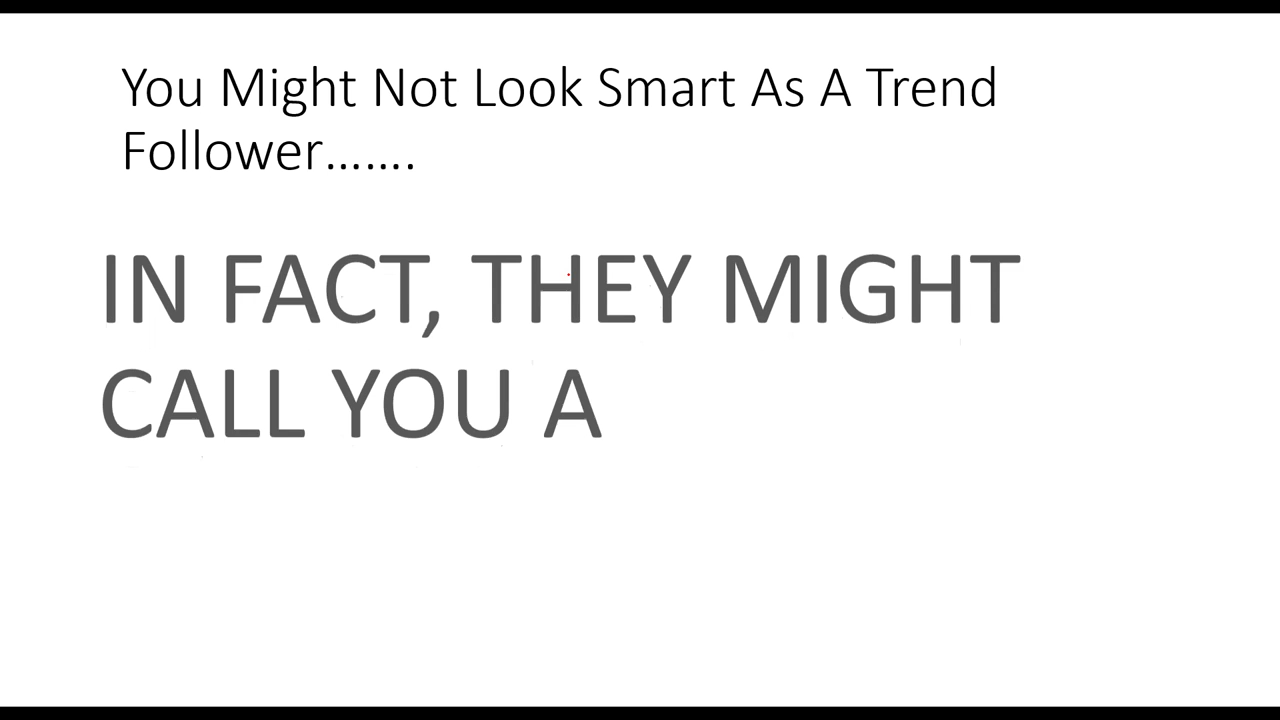 You Might Not Look Smart As A Trend
Follower.......
IN FACT, THEY MIGHT
CALL YOU A